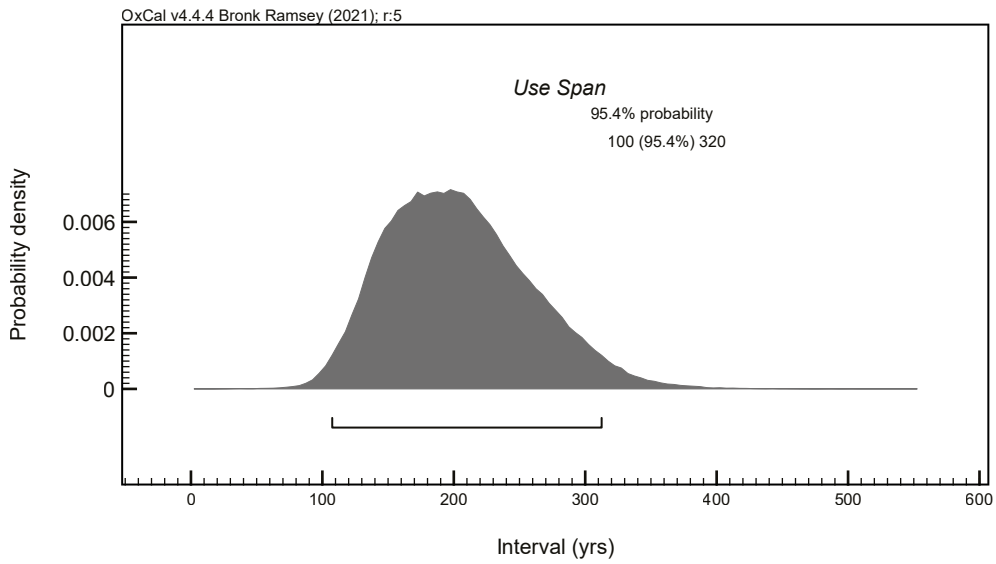 OxCal v4.4.4 Bronk Ramsey (2021); r:5
Use Span
95.4% probability
100 (95.4%) 320
Probability density
0.006
0.004
0.002
0
0 100 200 300 400 500 600
Interval (yrs)